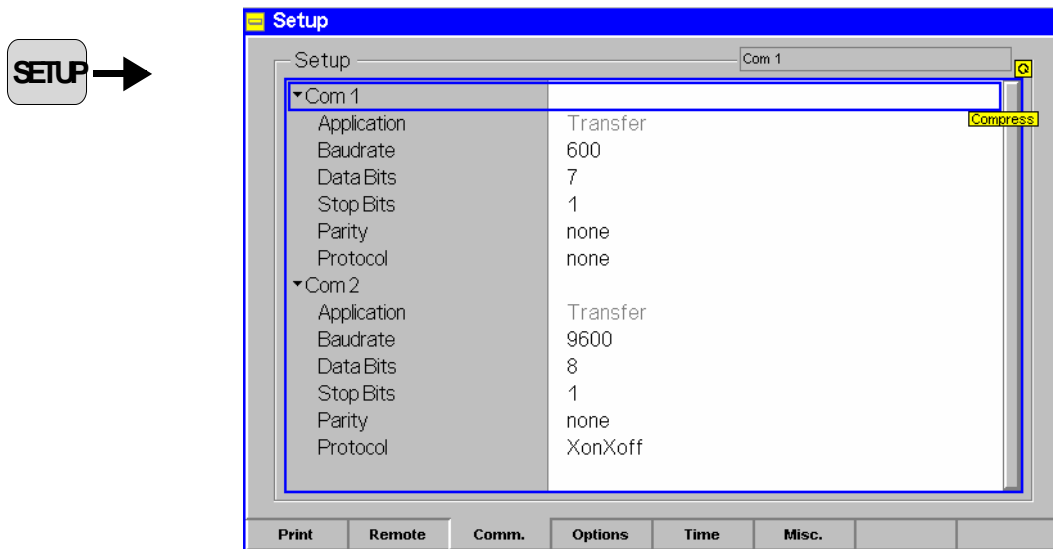 Setup
SETUP
Setup
Com 1
Com 1
Compress
Application Transfer
Baudrate 600
Data Bits 7
Stop Bits 1
Parity none
Protocol none
Com 2
Application Transfer
Baudrate 9600
Data Bits 8
Stop Bits 1
Parity none
Protocol XonXoff
Print Remote Comm. Options Time Misc.